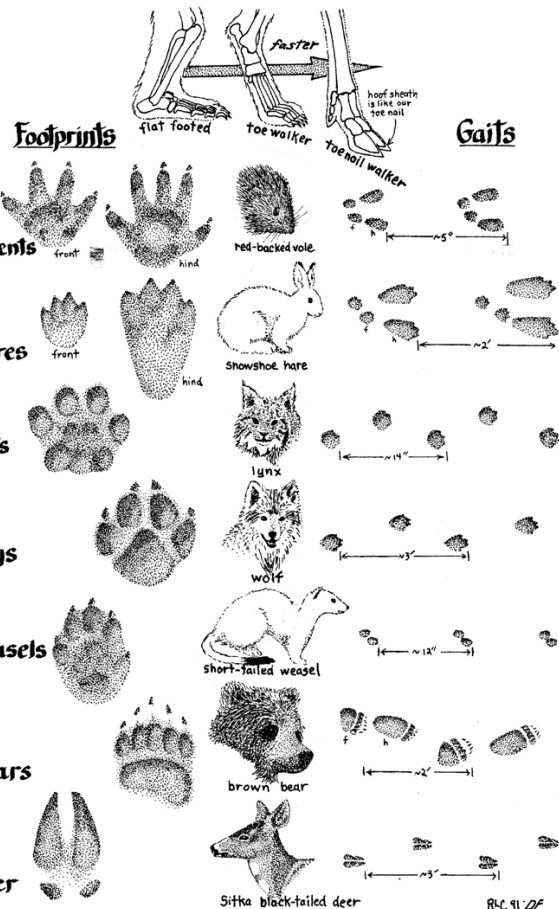 faster
hoof sheath
is like our
toe nail
flat footed
toe walker
toe nail walker
Footprints
Gaits
ents
front
hind
red-backed vole
f
h
~5"
res
front
hind
snowshoe hare
f
h
~2'
s
lynx
~14"
gs
wolf
~3'
asels
short-tailed weasel
~12"
ars
brown bear
f
h
~2'
er
Sitka black-tailed deer
~3'